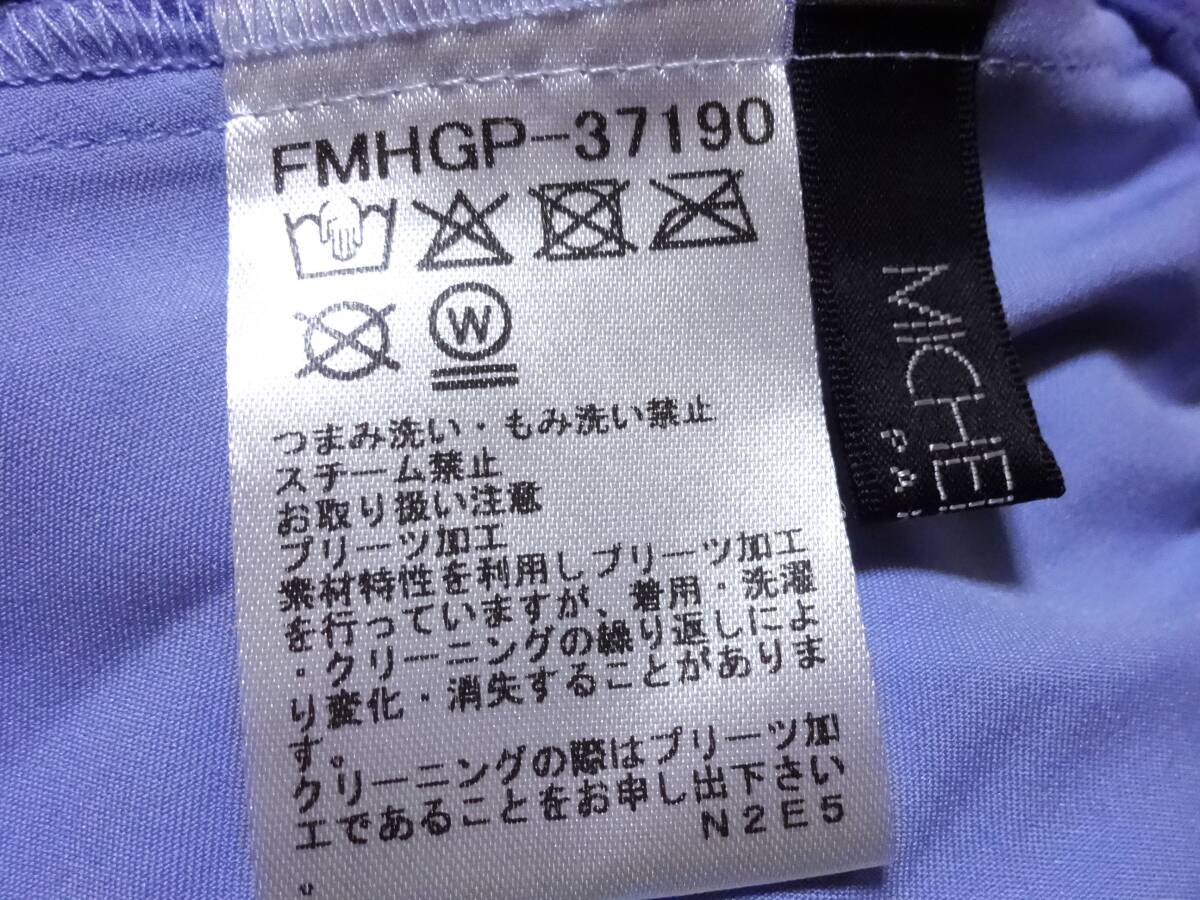 FMHGP-37190
W
つまみ洗い・もみ洗い禁止
スチーム禁止
お取り扱い注意
プリーツ加工
素材特性を利用しプリーツ加工
を行っていますが、着用・洗濯
・クリーニングの繰り返しによ
り変化・消失することがありま
す。
クリーニングの際はプリーツ加
工であることをお申し出下さい
。
N2E5
MICHE